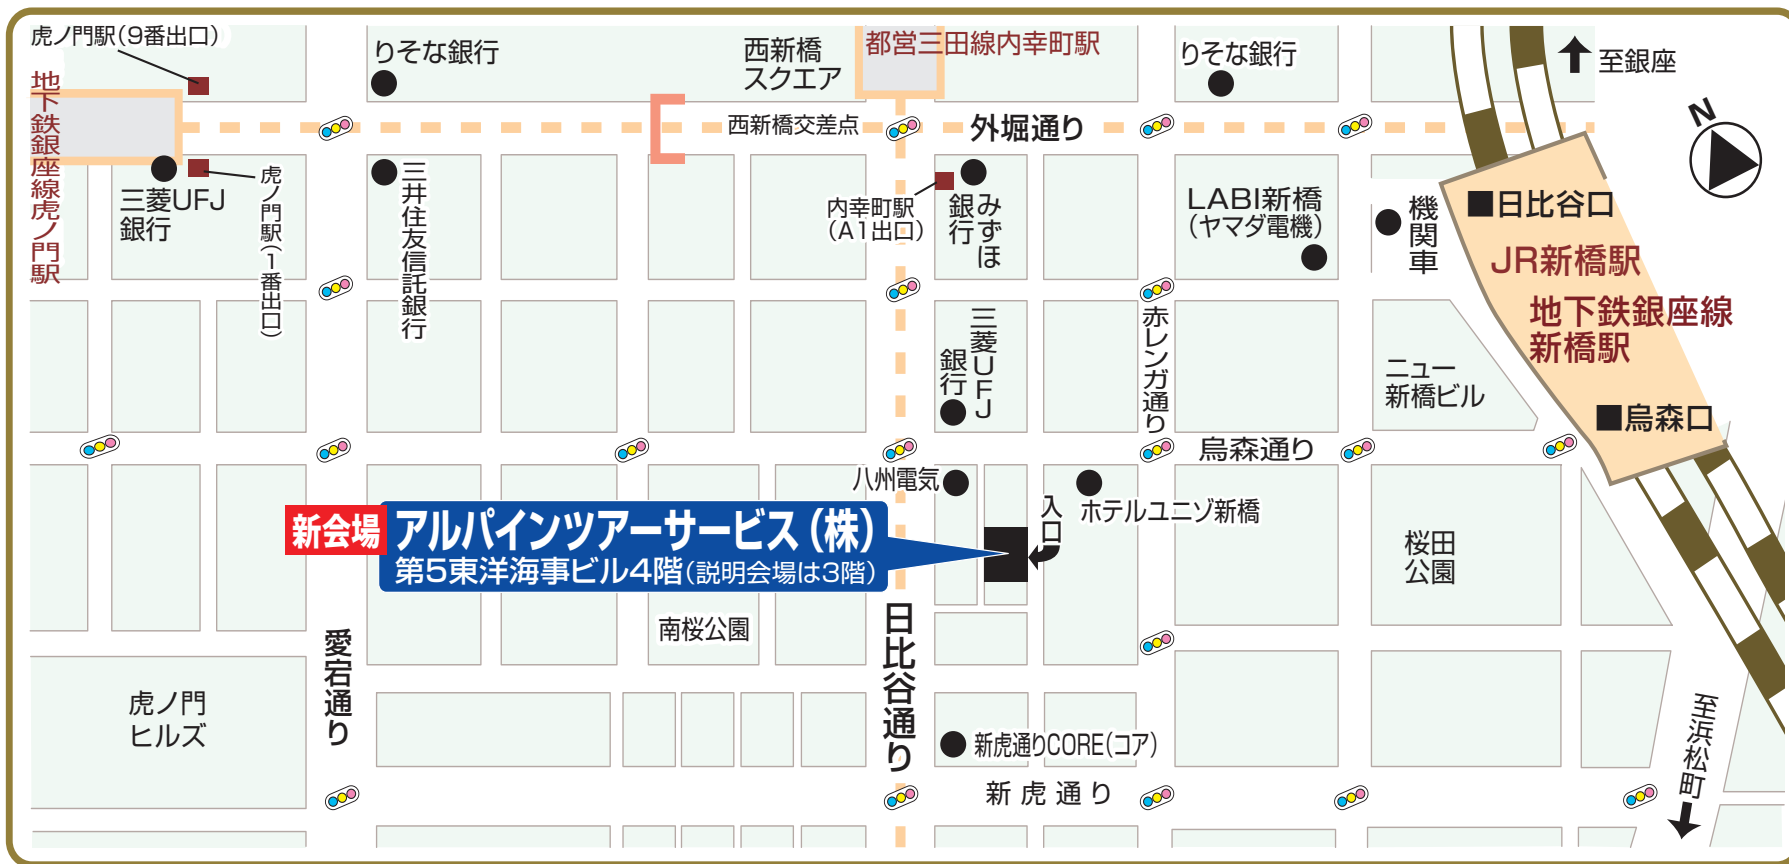 虎ノ門駅(9番出口)
地下鉄銀座線虎ノ門駅
りそな銀行
西新橋
スクエア
都営三田線内幸町駅
りそな銀行
至銀座
N
西新橋交差点
外堀通り
三菱UFJ
銀行
虎ノ門駅(1番出口)
三井住友信託銀行
内幸町駅
(A1出口)
みずほ
銀行
LABI新橋
(ヤマダ電機)
機関車
■日比谷口
JR新橋駅
地下鉄銀座線
新橋駅
■烏森口
三菱UFJ
銀行
赤レンガ通り
ニュー
新橋ビル
烏森通り
八州電気
入口
ホテルユニゾ新橋
新会場
アルパインツアーサービス(株)
第5東洋海事ビル4階(説明会場は3階)
桜田
公園
南桜公園
愛宕通り
日比谷通り
虎ノ門
ヒルズ
新虎通りCORE(コア)
新虎通り
至浜松町